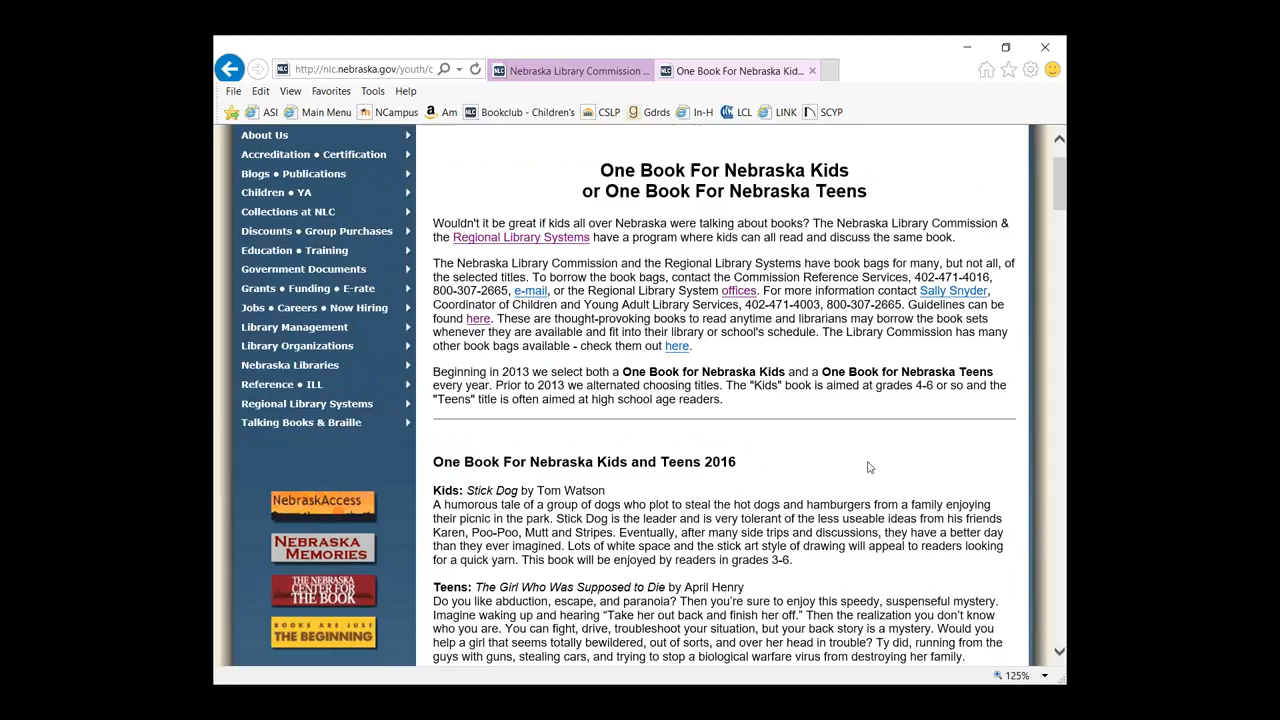 http://nlc.nebraska.gov/youth/c
Nebraska Library Commission ...
One Book For Nebraska Kid...
File Edit View Favorites Tools Help
ASI Main Menu NCampus Am Bookclub - Children's CSLP Gdrds In-H LCL LINK SCYP
About Us
Accreditation ● Certification
Blogs ● Publications
Children ● YA
Collections at NLC
Discounts ● Group Purchases
Education ● Training
Government Documents
Grants ● Funding ● E-rate
Jobs ● Careers ● Now Hiring
Library Management
Library Organizations
Nebraska Libraries
Reference ● ILL
Regional Library Systems
Talking Books & Braille
NebraskAccess
NEBRASKA
MEMORIES
THE NEBRASKA
CENTER FOR
THE BOOK
BOOKS ARE JUST
THE BEGINNING
One Book For Nebraska Kids
or One Book For Nebraska Teens
Wouldn't it be great if kids all over Nebraska were talking about books? The Nebraska Library Commission &
the Regional Library Systems have a program where kids can all read and discuss the same book.
The Nebraska Library Commission and the Regional Library Systems have book bags for many, but not all, of
the selected titles. To borrow the book bags, contact the Commission Reference Services, 402-471-4016,
800-307-2665, e-mail, or the Regional Library System offices. For more information contact Sally Snyder,
Coordinator of Children and Young Adult Library Services, 402-471-4003, 800-307-2665. Guidelines can be
found here. These are thought-provoking books to read anytime and librarians may borrow the book sets
whenever they are available and fit into their library or school's schedule. The Library Commission has many
other book bags available - check them out here.
Beginning in 2013 we select both a One Book for Nebraska Kids and a One Book for Nebraska Teens
every year. Prior to 2013 we alternated choosing titles. The "Kids" book is aimed at grades 4-6 or so and the
"Teens" title is often aimed at high school age readers.
One Book For Nebraska Kids and Teens 2016
Kids: Stick Dog by Tom Watson
A humorous tale of a group of dogs who plot to steal the hot dogs and hamburgers from a family enjoying
their picnic in the park. Stick Dog is the leader and is very tolerant of the less useable ideas from his friends
Karen, Poo-Poo, Mutt and Stripes. Eventually, after many side trips and discussions, they have a better day
than they ever imagined. Lots of white space and the stick art style of drawing will appeal to readers looking
for a quick yarn. This book will be enjoyed by readers in grades 3-6.
Teens: The Girl Who Was Supposed to Die by April Henry
Do you like abduction, escape, and paranoia? Then you're sure to enjoy this speedy, suspenseful mystery.
Imagine waking up and hearing “Take her out back and finish her off.” Then the realization you don't know
who you are. You can fight, drive, troubleshoot your situation, but your back story is a mystery. Would you
help a girl that seems totally bewildered, out of sorts, and over her head in trouble? Ty did, running from the
guys with guns, stealing cars, and trying to stop a biological warfare virus from destroying her family.
125%